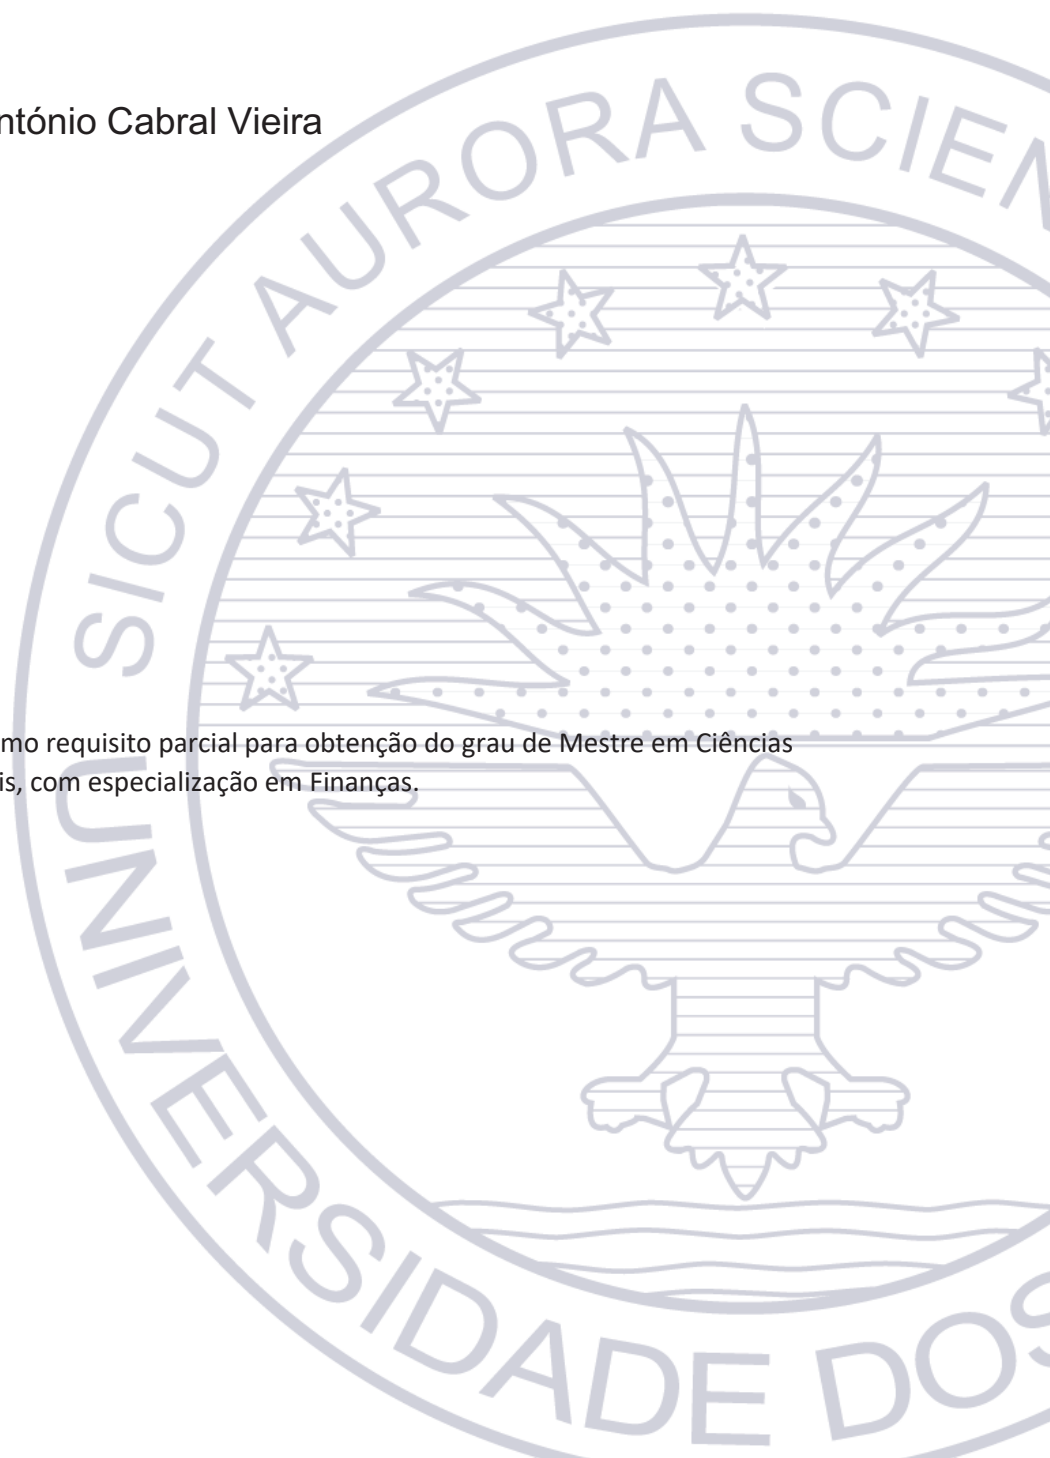 ntónio Cabral Vieira
SICUT AURORA SCIEN
mo requisito parcial para obtenção do grau de Mestre em Ciências
is, com especialização em Finanças.
UNIVERSIDADE DOS